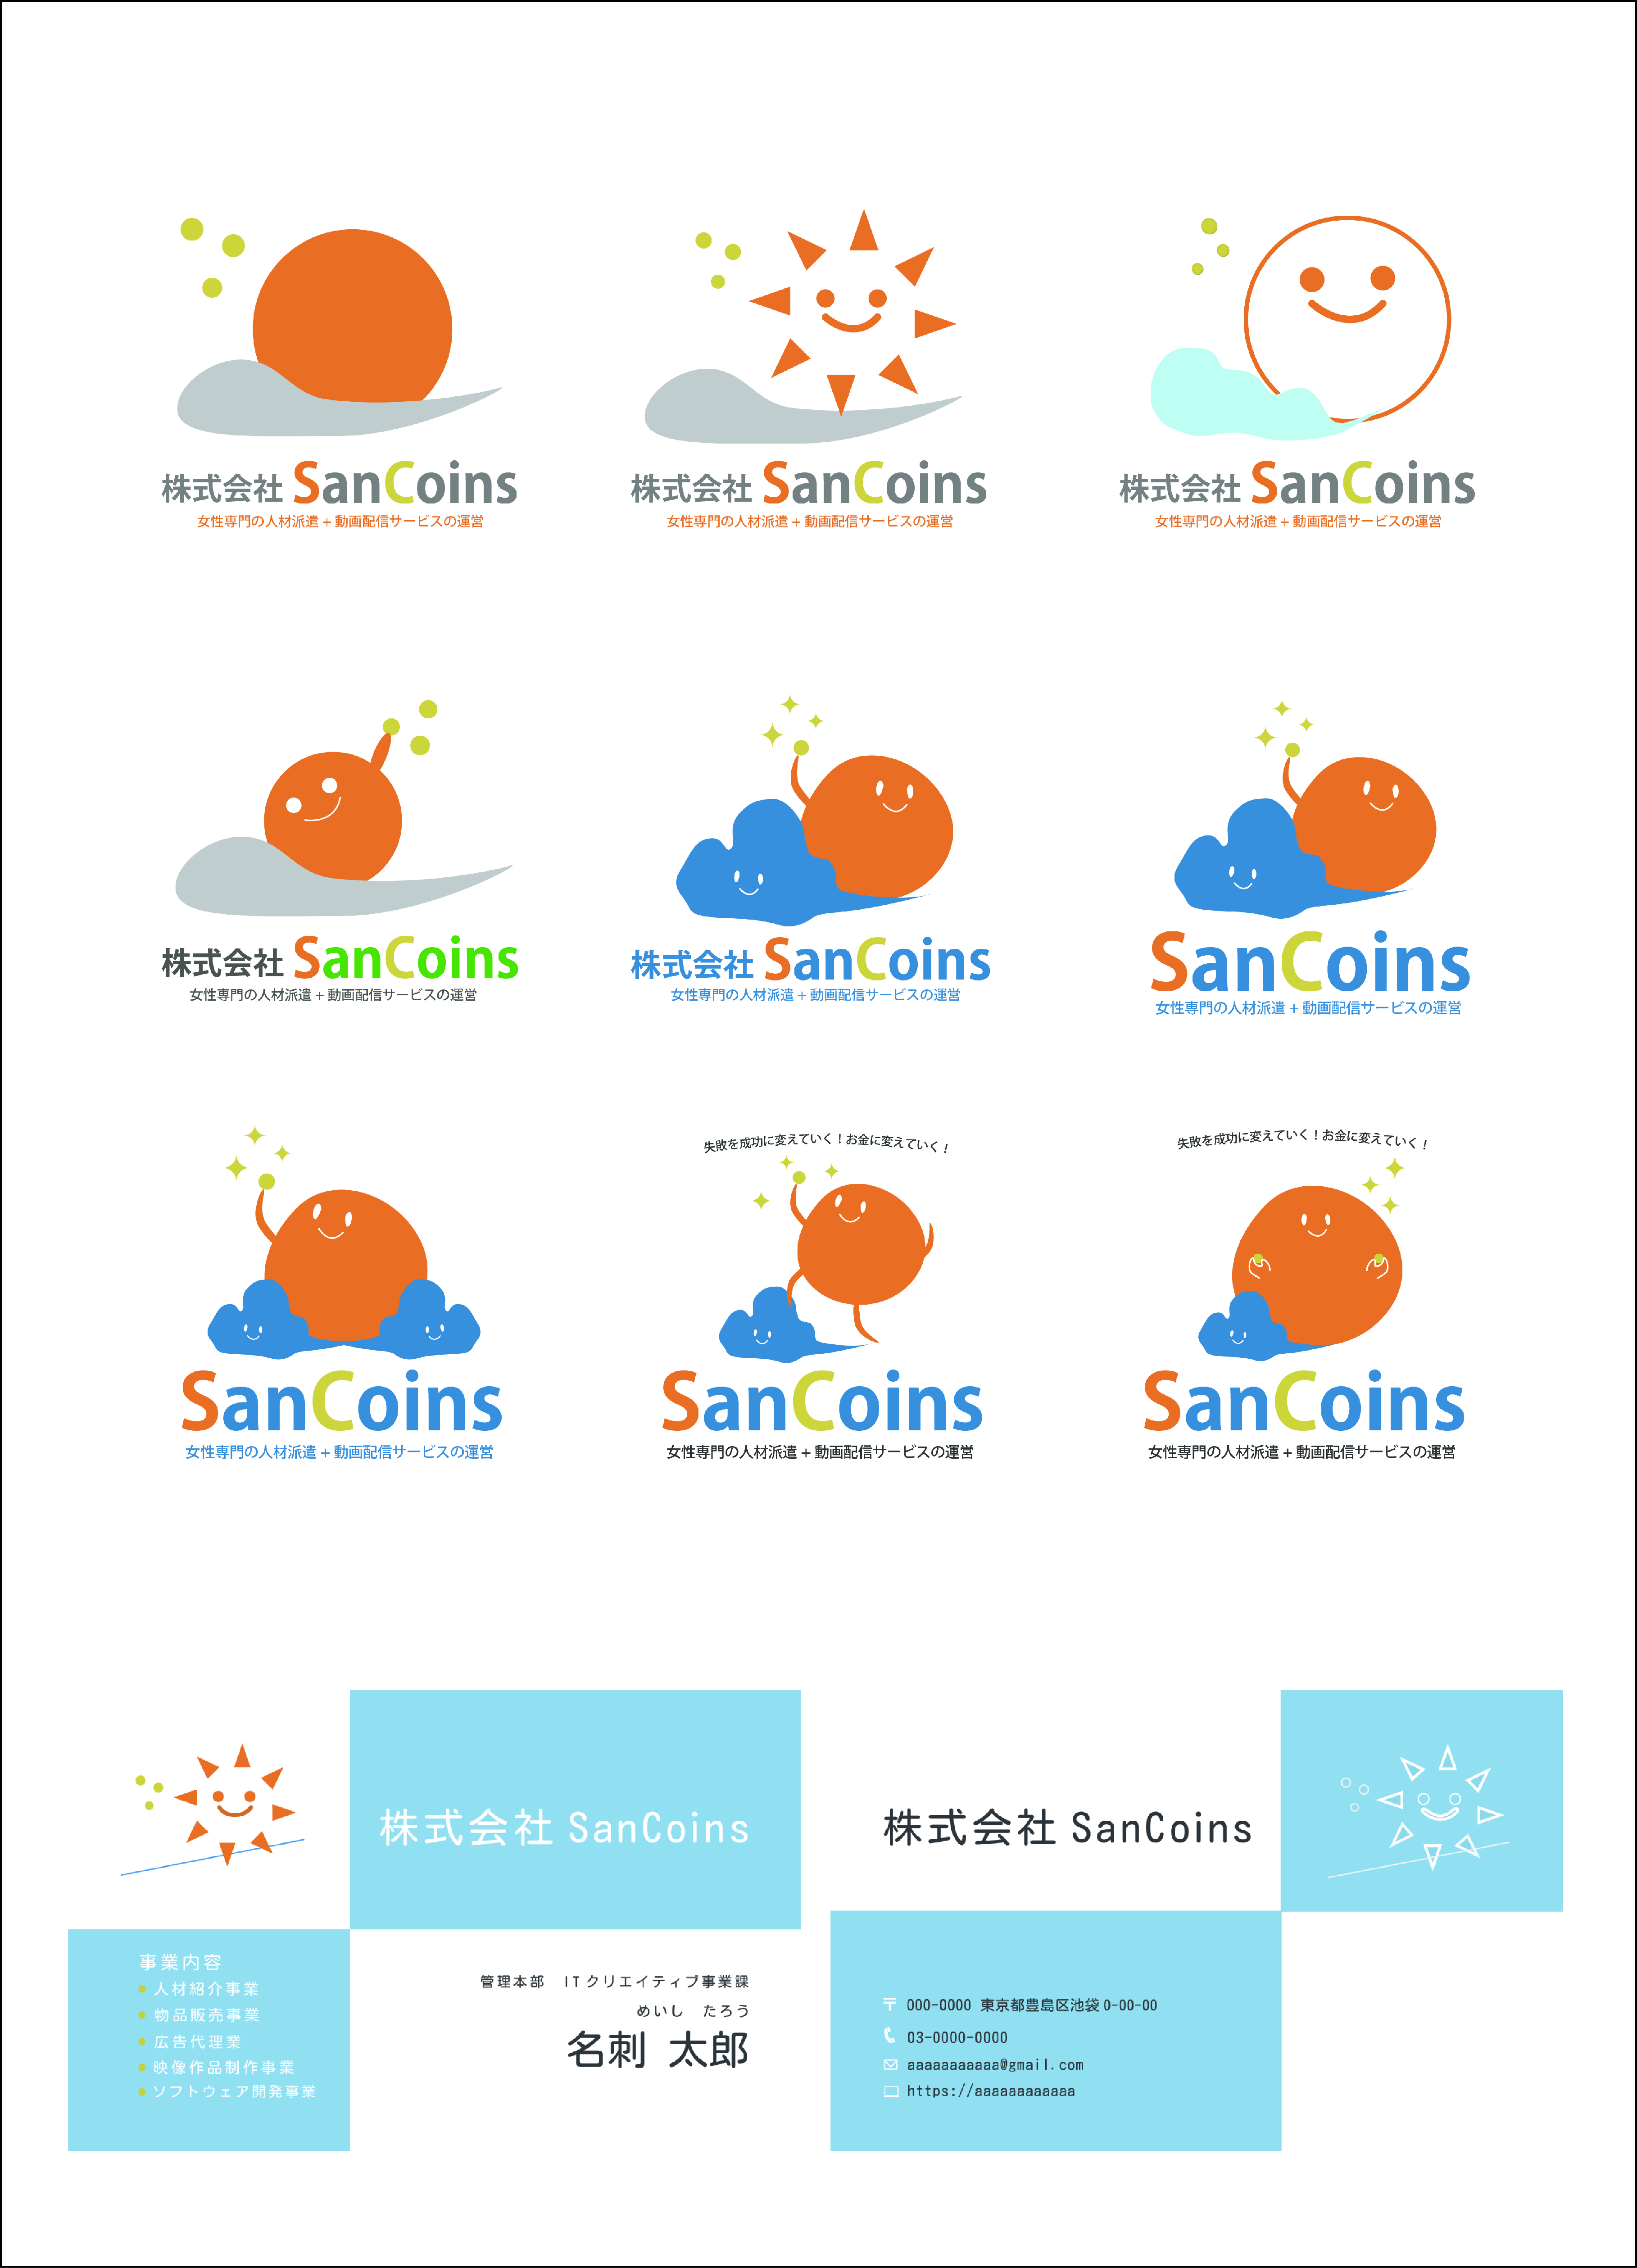 株式会社 SanCoins
女性専門の人材派遣+動画配信サービスの運営
株式会社 SanCoins
女性専門の人材派遣+動画配信サービスの運営
株式会社 SanCoins
女性専門の人材派遣+動画配信サービスの運営
株式会社 SanCoins
女性専門の人材派遣+動画配信サービスの運営
株式会社 SanCoins
女性専門の人材派遣+動画配信サービスの運営
SanCoins
女性専門の人材派遣+動画配信サービスの運営
SanCoins
女性専門の人材派遣+動画配信サービスの運営
失敗を成功に変えていく！お金に変えていく！
SanCoins
女性専門の人材派遣+動画配信サービスの運営
失敗を成功に変えていく！お金に変えていく！
SanCoins
女性専門の人材派遣+動画配信サービスの運営
株式会社 SanCoins
事業内容
人材紹介事業
物品販売事業
広告代理業
映像作品制作事業
ソフトウェア開発事業
管理本部　ITクリエイティブ事業課
めいし　たろう
名刺 太郎
株式会社 SanCoins
〒 000-0000 東京都豊島区池袋0-00-00
03-0000-0000
aaaaaaaaaaa@gmail.com
https://aaaaaaaaaaaa